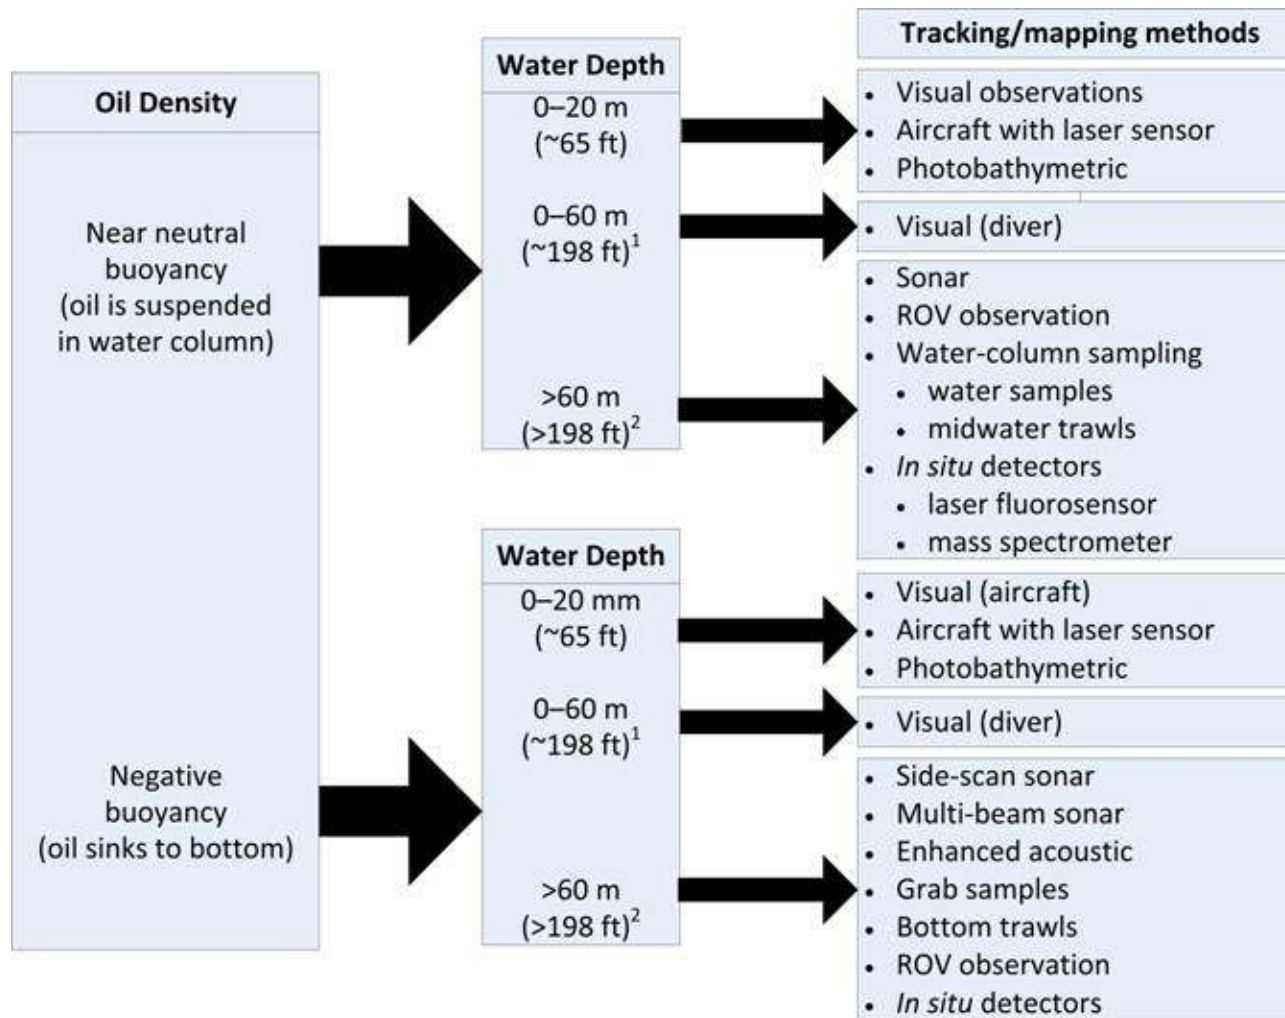 Oil Density
Near neutral
buoyancy
(oil is suspended
in water column)
Negative
buoyancy
(oil sinks to bottom)
Water Depth
0–20 m
(~65 ft)
0–60 m
(~198 ft)1
>60 m
(>198 ft)2
Water Depth
0–20 mm
(~65 ft)
0–60 m
(~198 ft)1
>60 m
(>198 ft)2
Tracking/mapping methods
• Visual observations
• Aircraft with laser sensor
• Photobathymetric
• Visual (diver)
• Sonar
• ROV observation
• Water-column sampling
• water samples
• midwater trawls
• In situ detectors
• laser fluorosensor
• mass spectrometer
• Visual (aircraft)
• Aircraft with laser sensor
• Photobathymetric
• Visual (diver)
• Side-scan sonar
• Multi-beam sonar
• Enhanced acoustic
• Grab samples
• Bottom trawls
• ROV observation
• In situ detectors